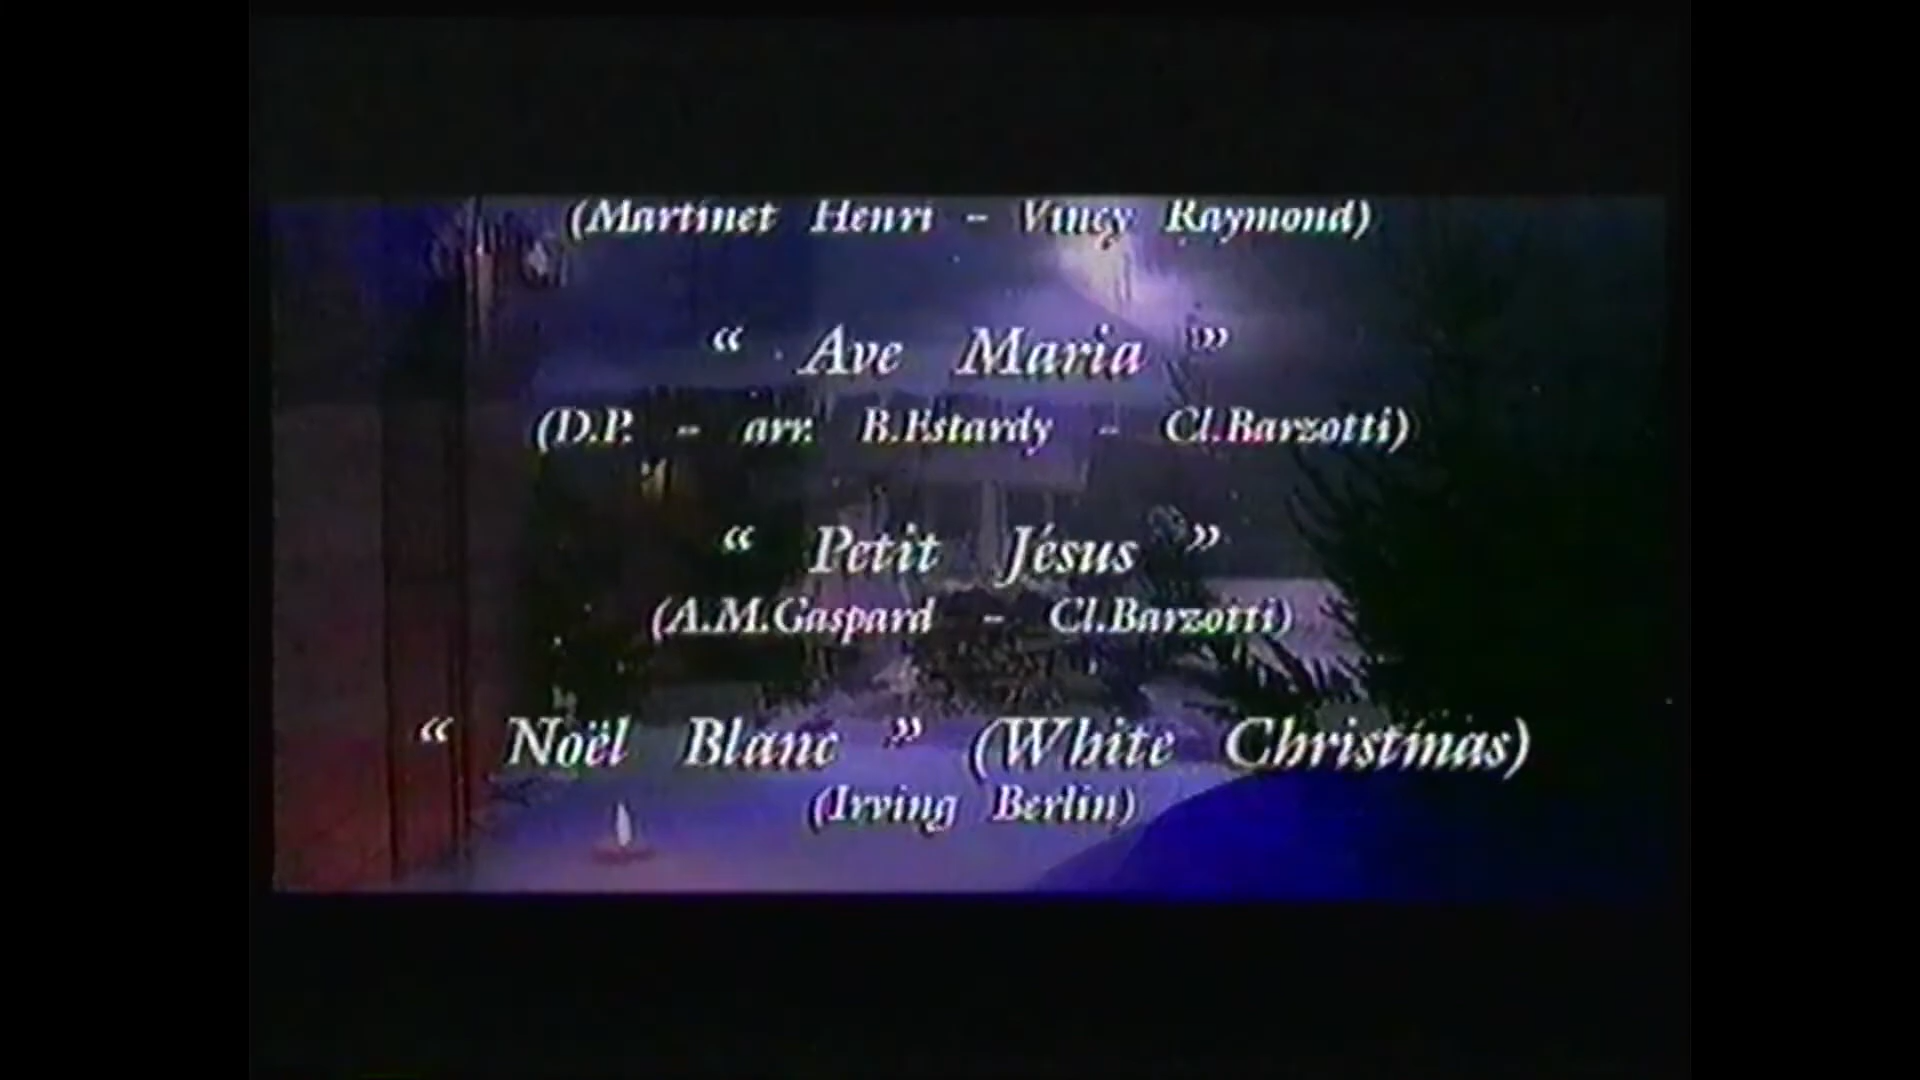 (Martinet Henri - Vincy Raymond)
“ Ave Maria ”
(D.P. - arr. B.Estardy - Cl.Barzotti)
“ Petit Jésus ”
(A.M.Gaspard - Cl.Barzotti)
“ Noël Blanc ” (White Christmas)
(Irving Berlin)